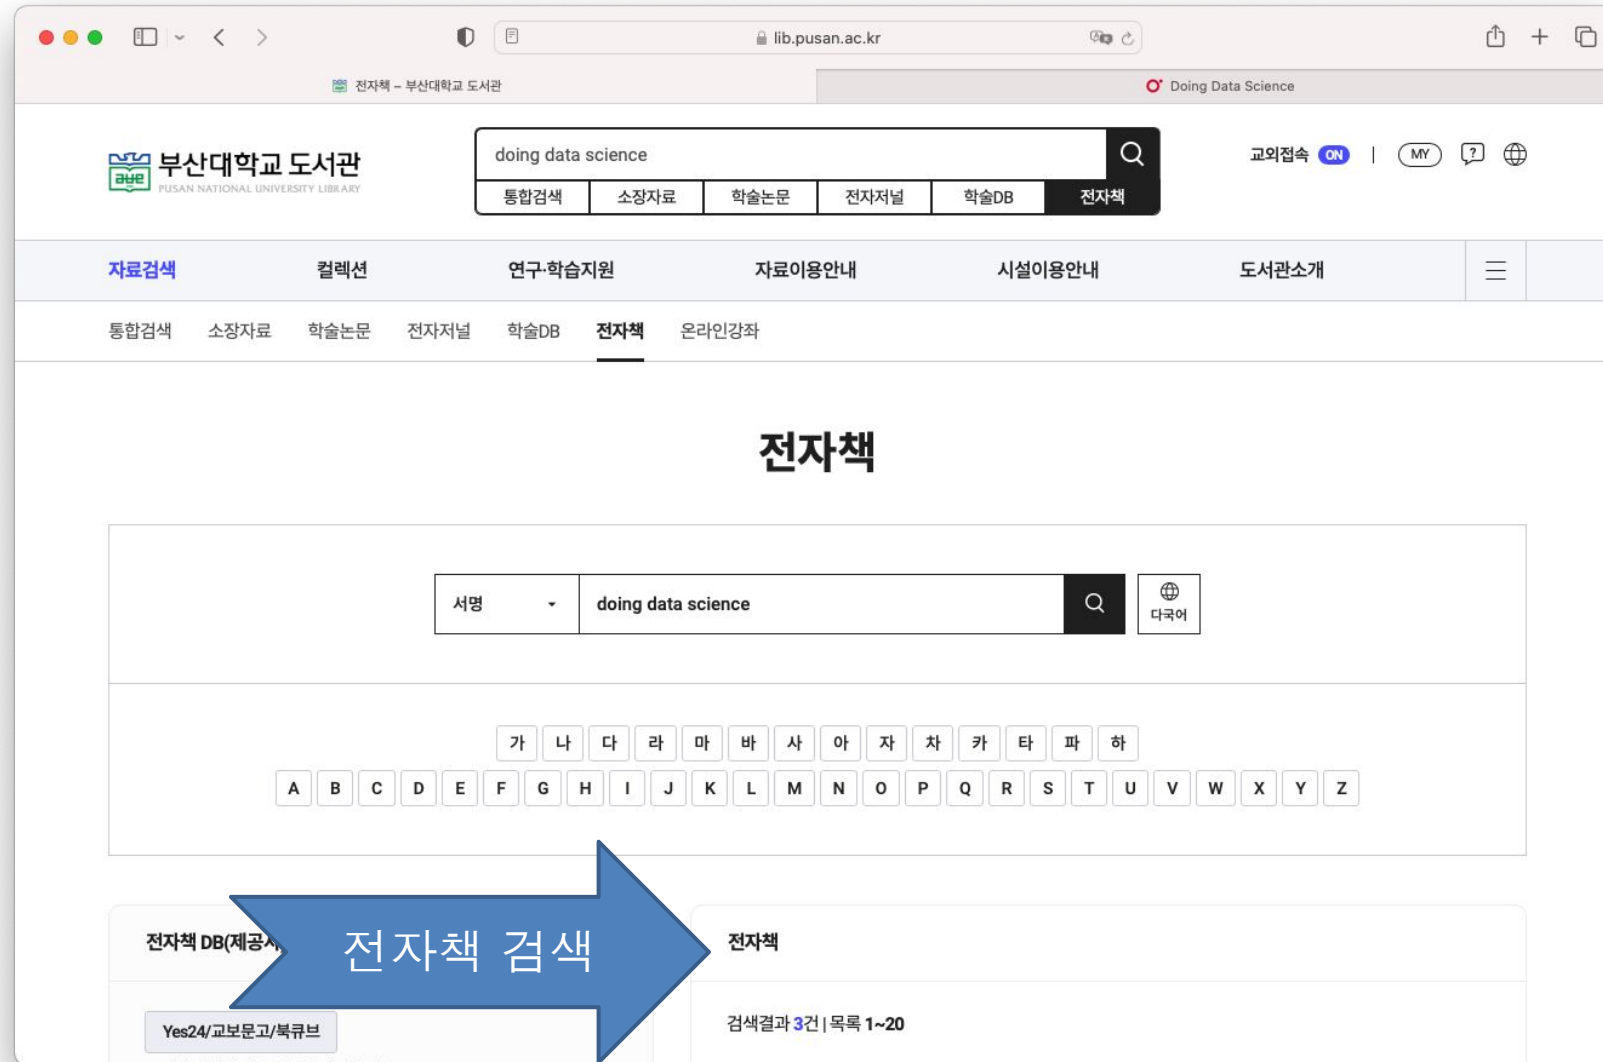 lib.pusan.ac.kr
전자책 – 부산대학교 도서관
Doing Data Science
부산대학교 도서관
PUSAN NATIONAL UNIVERSITY LIBRARY
doing data science
통합검색 소장자료 학술논문 전자저널 학술DB 전자책
교외접속 ON | MY ?
자료검색 컬렉션 연구·학습지원 자료이용안내 시설이용안내 도서관소개
통합검색 소장자료 학술논문 전자저널 학술DB 전자책 온라인강좌
전자책
서명 doing data science
다국어
가 나 다 라 마 바 사 아 자 차 카 타 파 하
A B C D E F G H I J K L M N O P Q R S T U V W X Y Z
전자책 DB(제공사
전자책 검색
전자책
Yes24/교보문고/북큐브
검색결과 3건 | 목록 1~20